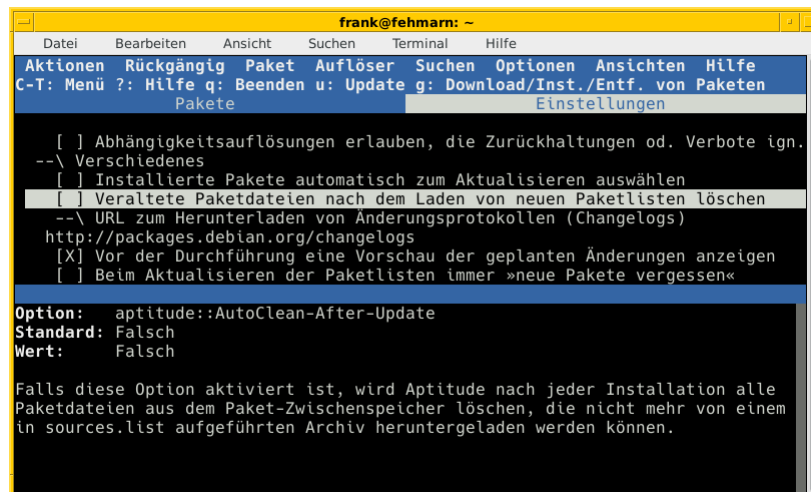 frank@fehmarn: ~
Datei Bearbeiten Ansicht Suchen Terminal Hilfe
Aktionen Rückgängig Paket Auflöser Suchen Optionen Ansichten Hilfe
C-T: Menü ?: Hilfe q: Beenden u: Update g: Download/Inst./Entf. von Paketen
Pakete Einstellungen
[ ] Abhängigkeitsauflösungen erlauben, die Zurückhaltungen od. Verbote ign.
--\ Verschiedenes
[ ] Installierte Pakete automatisch zum Aktualisieren auswählen
[ ] Veraltete Paketdateien nach dem Laden von neuen Paketlisten löschen
--\ URL zum Herunterladen von Änderungsprotokollen (Changelogs)
http://packages.debian.org/changelogs
[X] Vor der Durchführung eine Vorschau der geplanten Änderungen anzeigen
[ ] Beim Aktualisieren der Paketlisten immer »neue Pakete vergessen«
Option: aptitude::AutoClean-After-Update
Standard: Falsch
Wert: Falsch
Falls diese Option aktiviert ist, wird Aptitude nach jeder Installation alle
Paketdateien aus dem Paket-Zwischenspeicher löschen, die nicht mehr von einem
in sources.list aufgeführten Archiv heruntergeladen werden können.